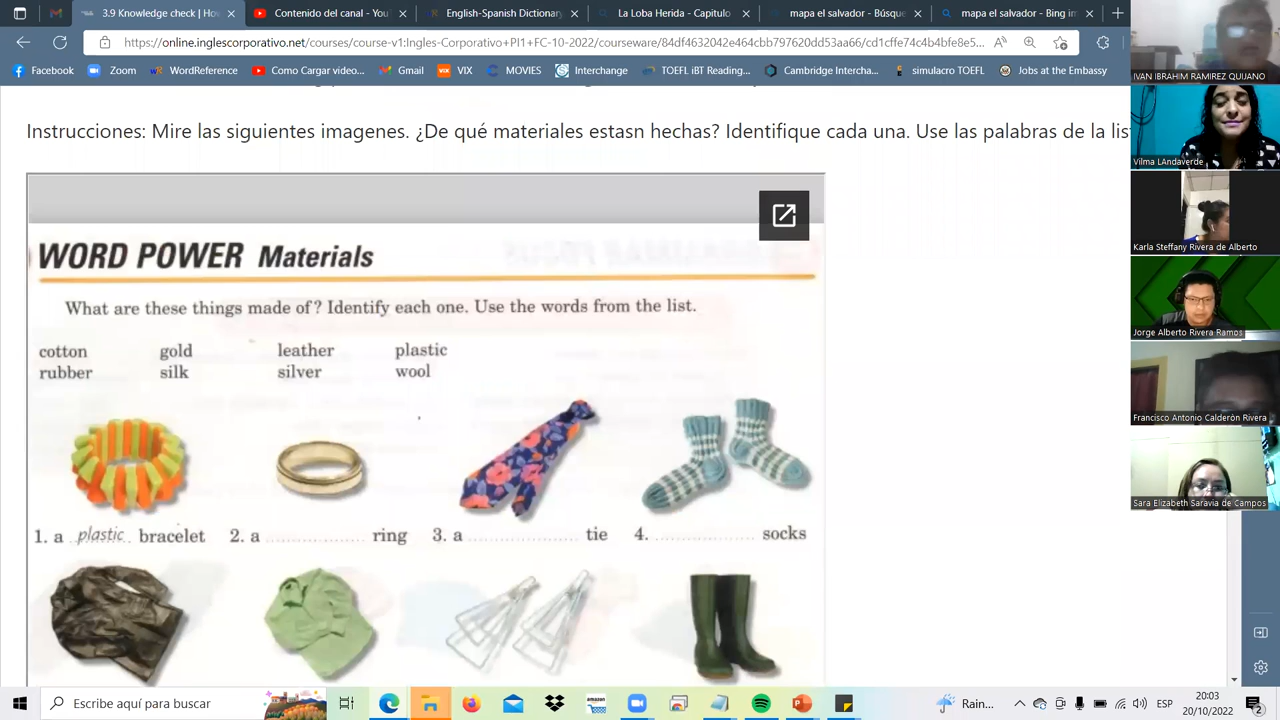 3.9 Knowledge check | Ho
Contenido del canal - You
English-Spanish Dictionary
La Loba Herida - Capitulo
mapa el salvador - Búsque
mapa el salvador - Bing im
https://online.inglescorporativo.net/courses/course-v1:Ingles-Corporativo+PI1+FC-10-2022/courseware/84df4632042e464cbb797620dd53aa66/cd1cffe74c4b4bfe8e5...
Facebook
Zoom
WordReference
Como Cargar video...
Gmail
VIX
MOVIES
Interchange
TOEFL iBT Reading...
Cambridge Intercha...
simulacro TOEFL
Jobs at the Embassy
Instrucciones: Mire las siguientes imagenes. ¿De qué materiales estasn hechas? Identifique cada una. Use las palabras de la lis
WORD POWER Materials
What are these things made of? Identify each one. Use the words from the list.
cotton gold leather plastic
rubber silk silver wool
1. a plastic bracelet 2. a .................... ring 3. a .................... tie 4. .................... socks
IVAN IBRAHIM RAMIREZ QUIJANO
Vilma LAndaverde
Karla Steffany Rivera de Alberto
Jorge Alberto Rivera Ramos
Francisco Antonio Calderón Rivera
Sara Elizabeth Saravia de Campos
Escribe aquí para buscar
Rain...
ESP
20:03
20/10/2022
2